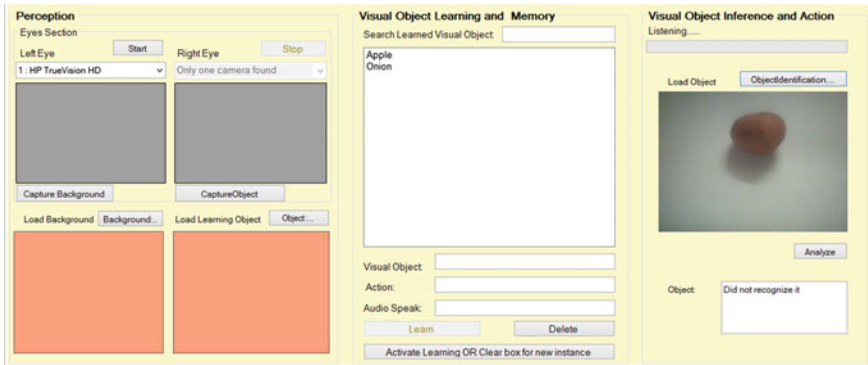 Perception
Eyes Section
Left Eye
Start
Right Eye
Stop
1 : HP TrueVision HD
Only one camera found
Capture Background
CaptureObject
Load Background
Background...
Load Learning Object
Object:...
Visual Object Learning and Memory
Search Learned Visual Object:
Apple
Onion
Visual Object:
Action:
Audio Speak:
Learn
Delete
Activate Learning OR Clear box for new instance
Visual Object Inference and Action
Listening.....
Load Object
ObjectIdentification...
Analyze
Object:
Did not recognize it